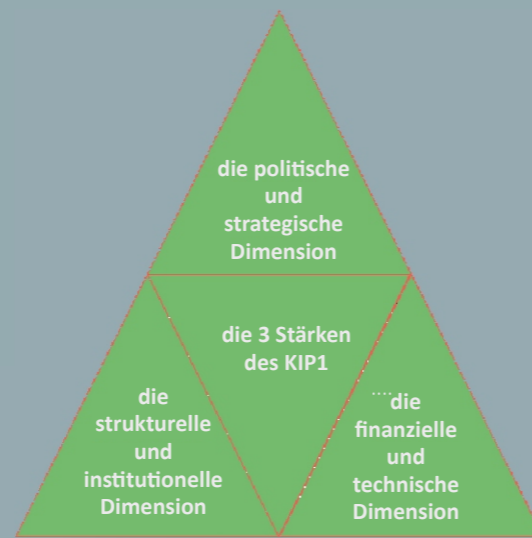 die politische
und
strategische
Dimension
die 3 Stärken
des KIP1
die
strukturelle
und
institutionelle
Dimension
....die
finanzielle
und
technische
Dimension